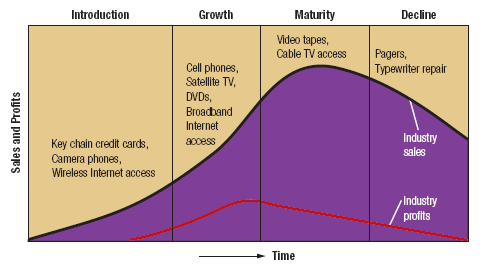 Introduction
Growth
Maturity
Decline
Sales and Profits
Key chain credit cards,
Camera phones,
Wireless Internet access
Cell phones,
Satellite TV,
DVDs,
Broadband
Internet
access
Video tapes,
Cable TV access
Pagers,
Typewriter repair
Industry
sales
Industry
profits
Time